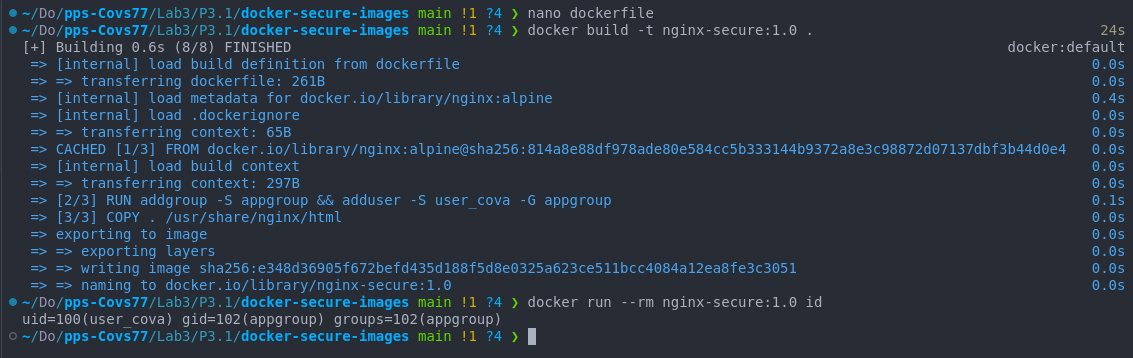 ~/Do/pps-Covs77/Lab3/P3.1/docker-secure-images main !1 ?4 ❯ nano dockerfile
~/Do/pps-Covs77/Lab3/P3.1/docker-secure-images main !1 ?4 ❯ docker build -t nginx-secure:1.0 . 24s
[+] Building 0.6s (8/8) FINISHED docker:default
=> [internal] load build definition from dockerfile 0.0s
=> => transferring dockerfile: 261B 0.0s
=> [internal] load metadata for docker.io/library/nginx:alpine 0.4s
=> [internal] load .dockerignore 0.0s
=> => transferring context: 65B 0.0s
=> CACHED [1/3] FROM docker.io/library/nginx:alpine@sha256:814a8e88df978ade80e584cc5b333144b9372a8e3c98872d07137dbf3b44d0e4 0.0s
=> [internal] load build context 0.0s
=> => transferring context: 297B 0.0s
=> [2/3] RUN addgroup -S appgroup && adduser -S user_cova -G appgroup 0.1s
=> [3/3] COPY . /usr/share/nginx/html 0.0s
=> exporting to image 0.0s
=> => exporting layers 0.0s
=> => writing image sha256:e348d36905f672befd435d188f5d8e0325a623ce511bcc4084a12ea8fe3c3051 0.0s
=> => naming to docker.io/library/nginx-secure:1.0 0.0s
~/Do/pps-Covs77/Lab3/P3.1/docker-secure-images main !1 ?4 ❯ docker run --rm nginx-secure:1.0 id
uid=100(user_cova) gid=102(appgroup) groups=102(appgroup)
~/Do/pps-Covs77/Lab3/P3.1/docker-secure-images main !1 ?4 ❯